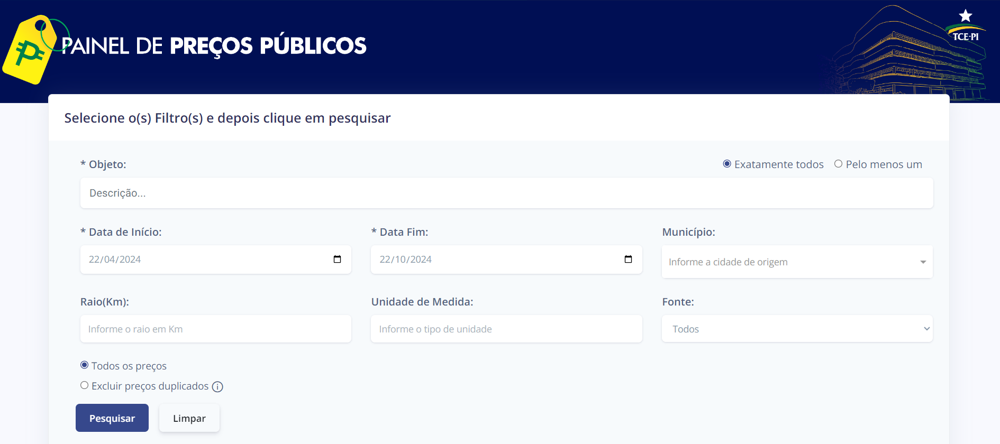 PAINEL DE PREÇOS PÚBLICOS
TCE-PI
Selecione o(s) Filtro(s) e depois clique em pesquisar
* Objeto:
Exatamente todos Pelo menos um
Descrição...
* Data de Início: * Data Fim: Município:
22/04/2024 22/10/2024 Informe a cidade de origem
Raio(Km): Unidade de Medida: Fonte:
Informe o raio em Km Informe o tipo de unidade Todos
Todos os preços
Excluir preços duplicados
Pesquisar Limpar